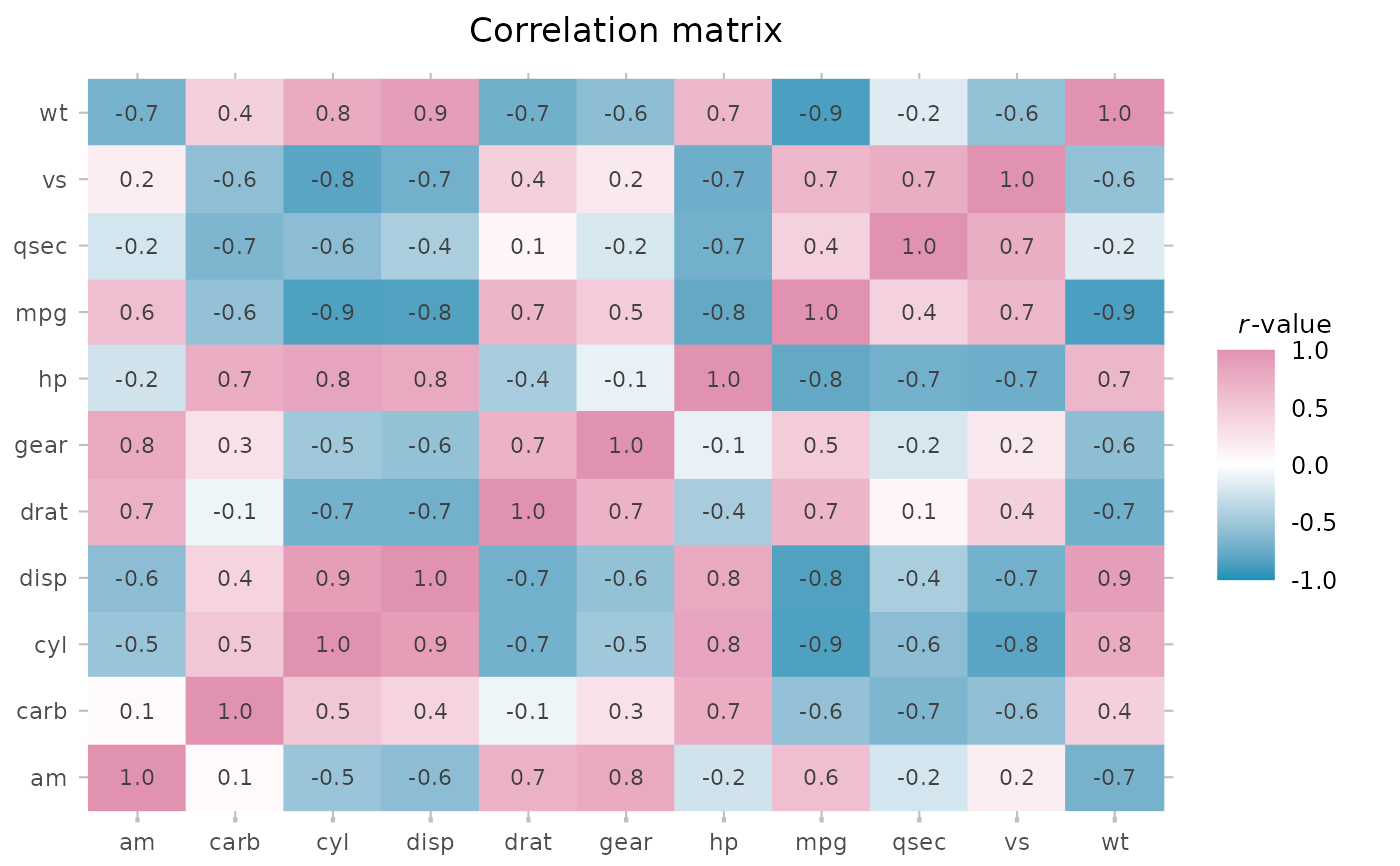 Correlation matrix
wt -0.7 0.4 0.8 0.9 -0.7 -0.6 0.7 -0.9 -0.2 -0.6 1.0
vs 0.2 -0.6 -0.8 -0.7 0.4 0.2 -0.7 0.7 0.7 1.0 -0.6
qsec -0.2 -0.7 -0.6 -0.4 0.1 -0.2 -0.7 0.4 1.0 0.7 -0.2
mpg 0.6 -0.6 -0.9 -0.8 0.7 0.5 -0.8 1.0 0.4 0.7 -0.9
hp -0.2 0.7 0.8 0.8 -0.4 -0.1 1.0 -0.8 -0.7 -0.7 0.7
gear 0.8 0.3 -0.5 -0.6 0.7 1.0 -0.1 0.5 -0.2 0.2 -0.6
drat 0.7 -0.1 -0.7 -0.7 1.0 0.7 -0.4 0.7 0.1 0.4 -0.7
disp -0.6 0.4 0.9 1.0 -0.7 -0.6 0.8 -0.8 -0.4 -0.7 0.9
cyl -0.5 0.5 1.0 0.9 -0.7 -0.5 0.8 -0.9 -0.6 -0.8 0.8
carb 0.1 1.0 0.5 0.4 -0.1 0.3 0.7 -0.6 -0.7 -0.6 0.4
am 1.0 0.1 -0.5 -0.6 0.7 0.8 -0.2 0.6 -0.2 0.2 -0.7
am carb cyl disp drat gear hp mpg qsec vs wt
r-value
1.0
0.5
0.0
-0.5
-1.0